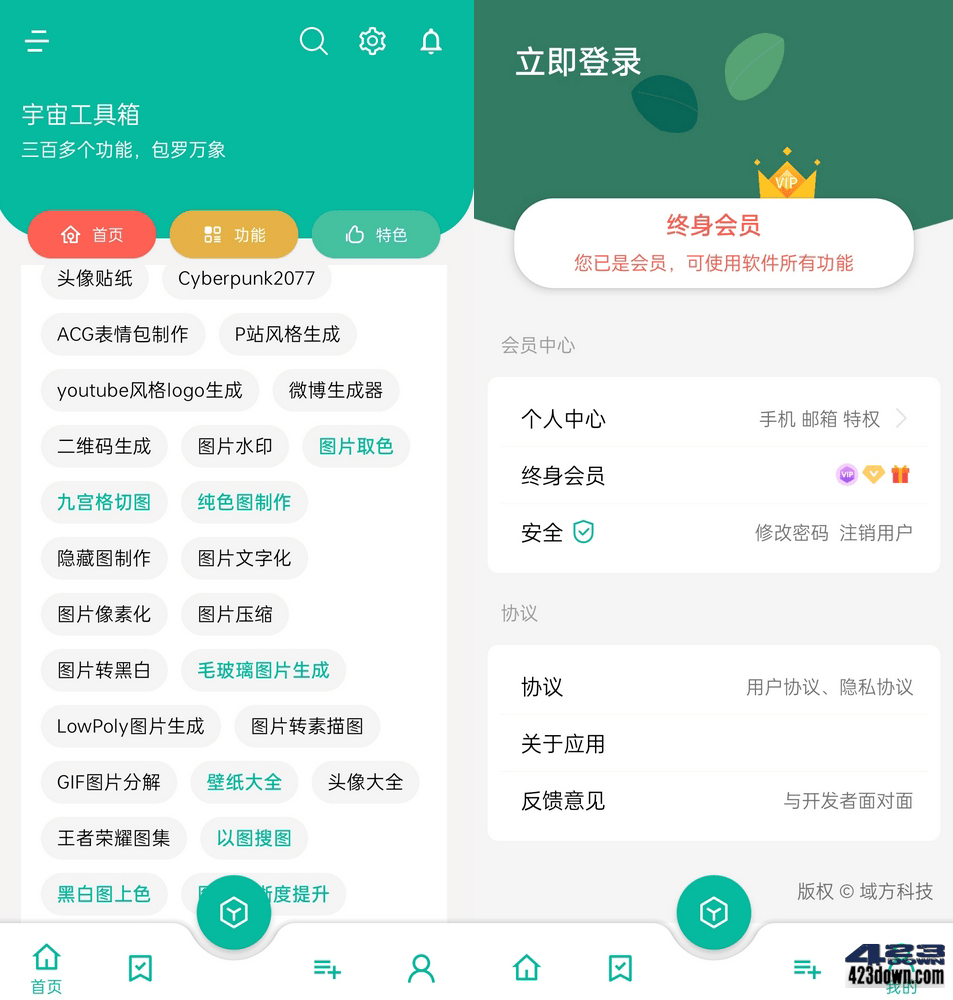 宇宙工具箱
三百多个功能，包罗万象
首页
功能
特色
头像贴纸
Cyberpunk2077
ACG表情包制作
P站风格生成
youtube风格logo生成
微博生成器
二维码生成
图片水印
图片取色
九宫格切图
纯色图制作
隐藏图制作
图片文字化
图片像素化
图片压缩
图片转黑白
毛玻璃图片生成
LowPoly图片生成
图片转素描图
GIF图片分解
壁纸大全
头像大全
王者荣耀图集
以图搜图
黑白图上色
度提升
首页
立即登录
VIP
终身会员
您已是会员，可使用软件所有功能
会员中心
个人中心
手机 邮箱 特权
终身会员
VIP
安全
修改密码 注销用户
协议
协议
用户协议、隐私协议
关于应用
反馈意见
与开发者面对面
版权 © 域方科技
423
DOWN
423down.com
我的